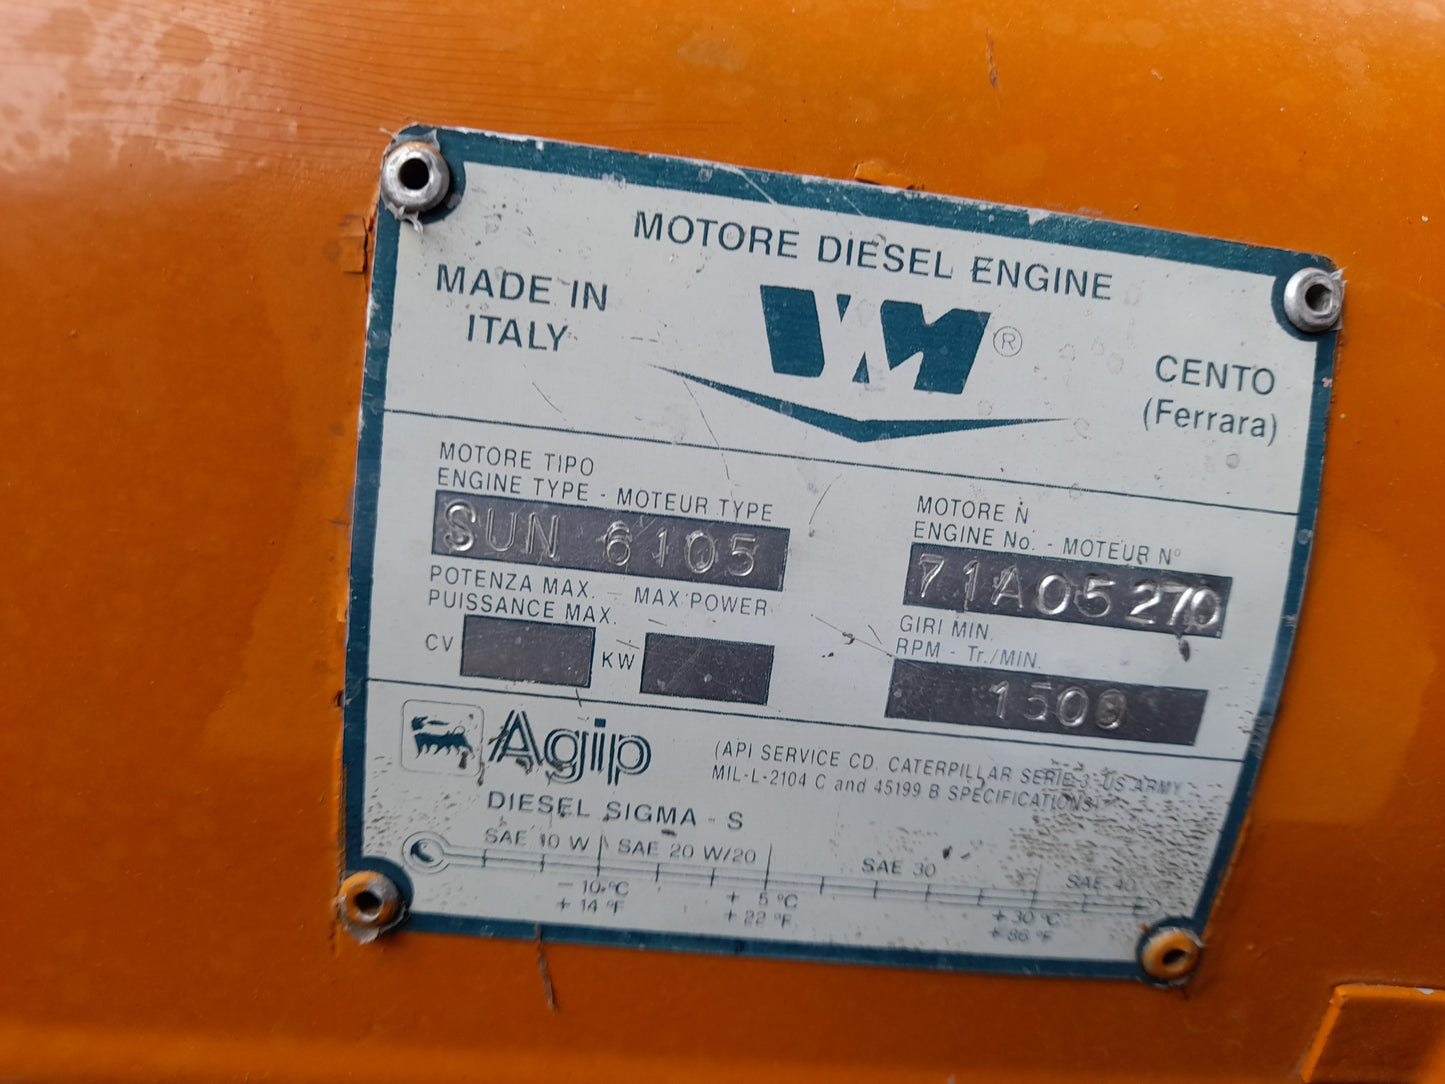 MOTORE DIESEL ENGINE
MADE IN
ITALY
VM ®
CENTO
(Ferrara)
MOTORE TIPO
ENGINE TYPE - MOTEUR TYPE
SUN 6105
MOTORE N
ENGINE No. - MOTEUR N°
71A05270
POTENZA MAX. - MAX POWER
PUISSANCE MAX.
CV
KW
GIRI MIN.
RPM - Tr./MIN.
1500
Agip
(API SERVICE CD. CATERPILLAR SERIE 3. US ARMY
MIL-L-2104 C and 45199 B SPECIFICATIONS)
DIESEL SIGMA - S
SAE 10 W SAE 20 W/20 SAE 30 SAE 40
- 10 °C + 5 °C + 30 °C
+ 14 °F + 22 °F + 86 °F